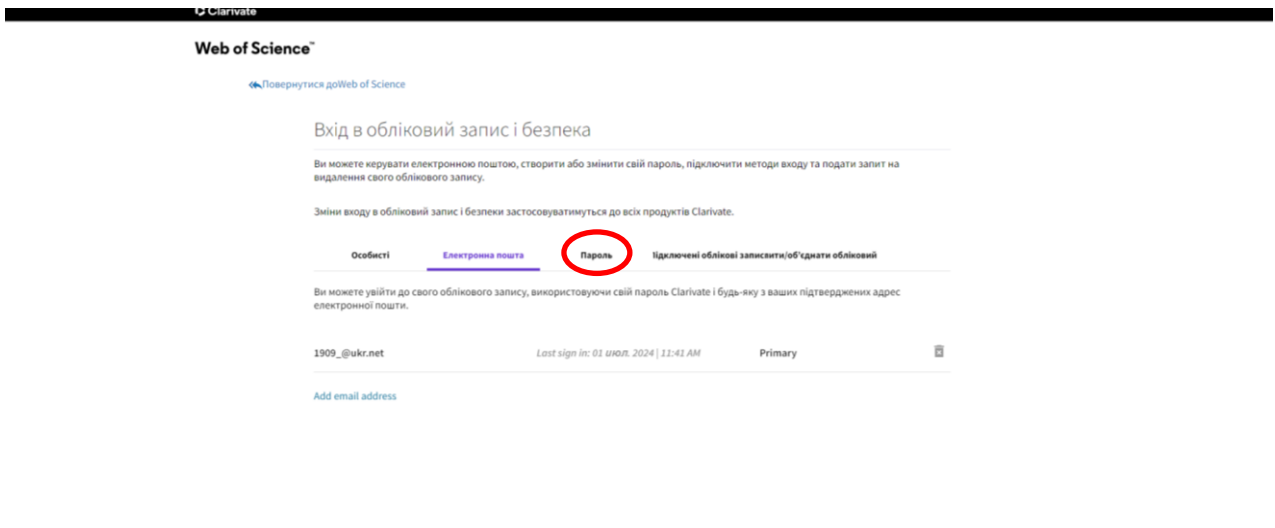 Clarivate
Web of Science™
Повернутися доWeb of Science
Вхід в обліковий запис і безпека
Ви можете керувати електронною поштою, створити або змінити свій пароль, підключити методи входу та подати запит на
видалення свого облікового запису.
Зміни входу в обліковий запис і безпеки застосовуватимуться до всіх продуктів Clarivate.
Особисті Електронна пошта Пароль Іідключені облікові записвити/об'єднати обліковий
Ви можете увійти до свого облікового запису, використовуючи свій пароль Clarivate і будь-яку з ваших підтверджених адрес
електронної пошти.
1909_@ukr.net Last sign in: 01 июл. 2024 | 11:41 AM Primary
Add email address